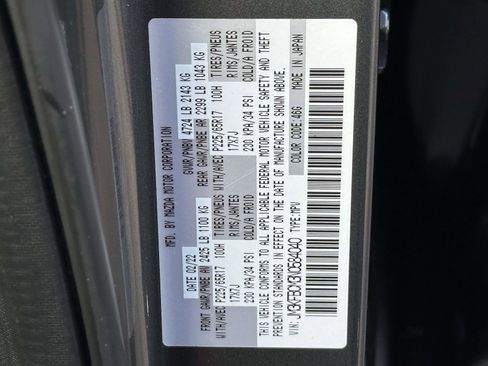 MFD. BY MAZDA MOTOR CORPORATION
DATE: 02/22 GVWR/PNBV 4724 LB 2143 KG
FRONT GAWR/PNBE AV 2425 LB 1100 KG REAR GAWR/PNBE AR 2299 LB 1043 KG
WITH/AVEC P225/65R17 100H TIRES/PNEUS WITH/AVEC P225/65R17 100H TIRES/PNEUS
17X7J RIMS/JANTES 17X7J RIMS/JANTES
230 KPA/34 PSI COLD/A FROID 230 KPA/34 PSI COLD/A FROID
THIS VEHICLE CONFORMS TO ALL APPLICABLE FEDERAL MOTOR VEHICLE SAFETY AND THEFT
PREVENTION STANDARDS IN EFFECT ON THE DATE OF MANUFACTURE SHOWN ABOVE.
VIN: TYPE: MPV COLOR CODE: 46G MADE IN JAPAN